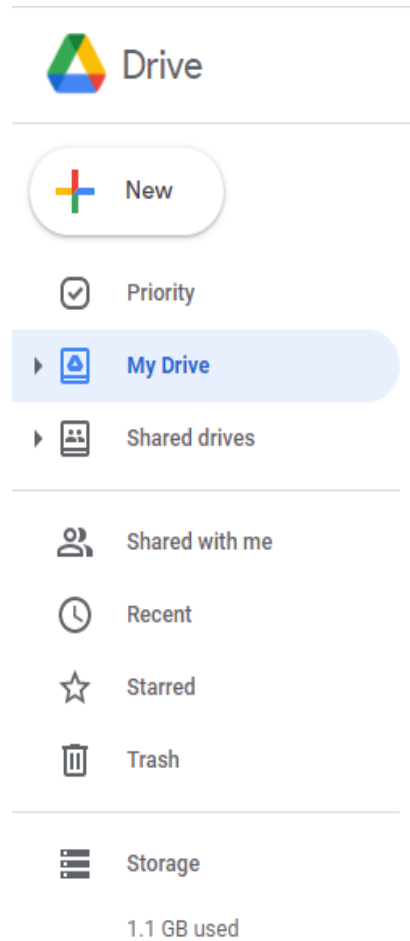 Drive
New
Priority
My Drive
Shared drives
Shared with me
Recent
Starred
Trash
Storage
1.1 GB used